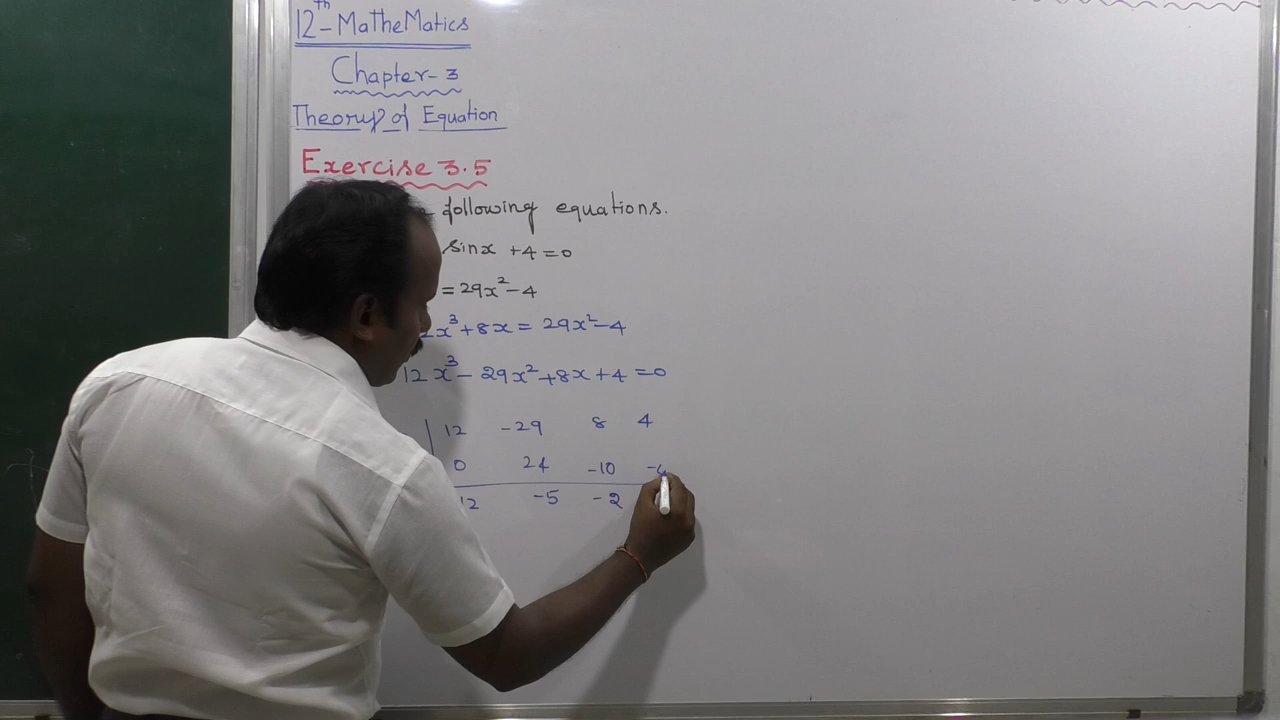 12th - MatheMatics
Chapter - 3
Theory of Equation
Exercise 3.5
following equations.
sinx + 4 = 0
= 29x² - 4
2x³ + 8x = 29x² - 4
12x³ - 29x² + 8x + 4 = 0
12 -29 8 4
0 24 -10 -4
12 -5 -2